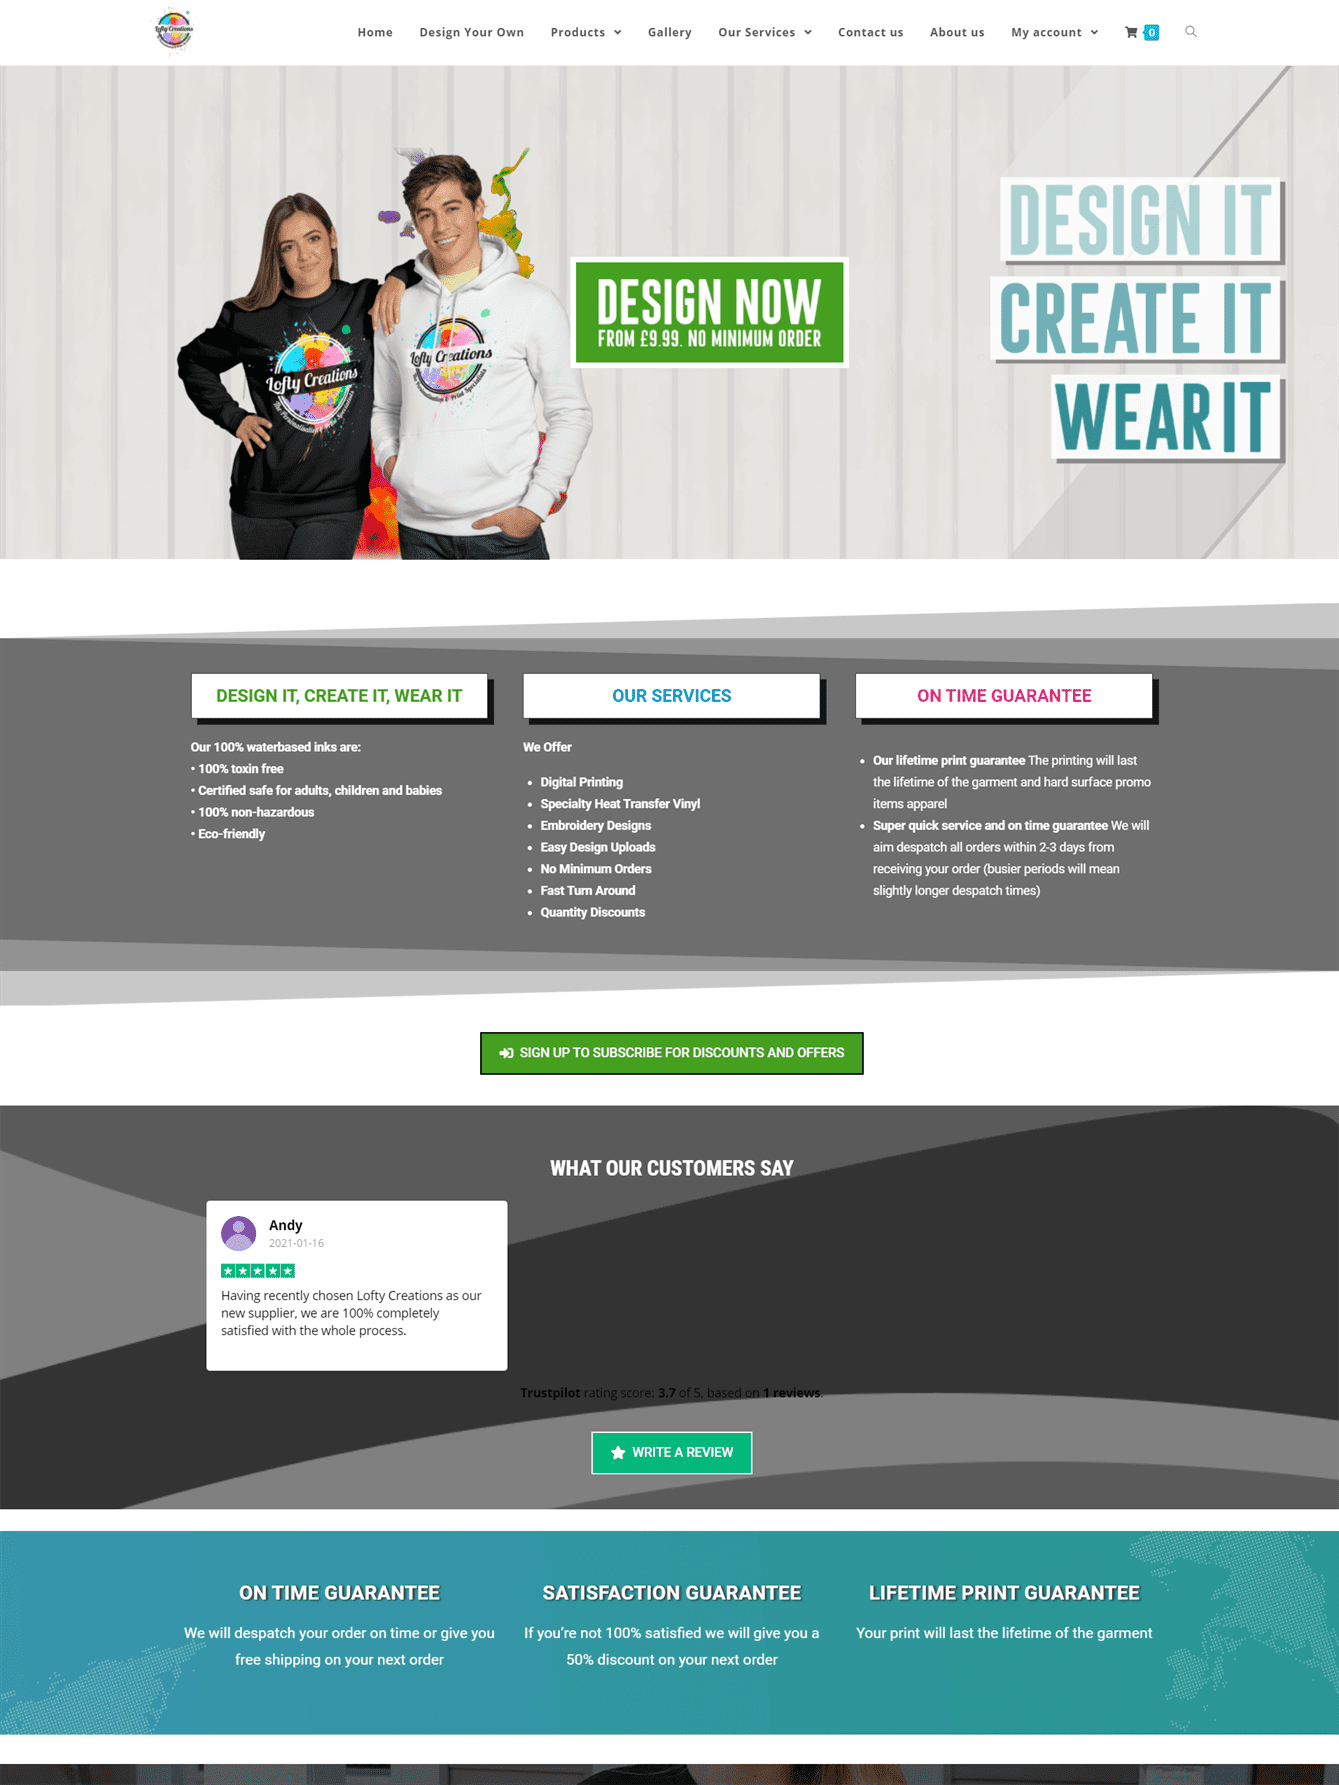 Lofty Creations
Home
Design Your Own
Products
Gallery
Our Services
Contact us
About us
My account
0
DESIGN IT
CREATE IT
WEAR IT
DESIGN NOW
FROM £9.99. NO MINIMUM ORDER
Lofty Creations
The Personalisation & Print Specialists
Lofty Creations
The Personalisation & Print Specialists
DESIGN IT, CREATE IT, WEAR IT
Our 100% waterbased inks are:
• 100% toxin free
• Certified safe for adults, children and babies
• 100% non-hazardous
• Eco-friendly
OUR SERVICES
We Offer
• Digital Printing
• Specialty Heat Transfer Vinyl
• Embroidery Designs
• Easy Design Uploads
• No Minimum Orders
• Fast Turn Around
• Quantity Discounts
ON TIME GUARANTEE
• Our lifetime print guarantee The printing will last
the lifetime of the garment and hard surface promo
items apparel
• Super quick service and on time guarantee We will
aim despatch all orders within 2-3 days from
receiving your order (busier periods will mean
slightly longer despatch times)
SIGN UP TO SUBSCRIBE FOR DISCOUNTS AND OFFERS
WHAT OUR CUSTOMERS SAY
Andy
2021-01-16
Having recently chosen Lofty Creations as our
new supplier, we are 100% completely
satisfied with the whole process.
Trustpilot rating score: 3.7 of 5, based on 1 reviews.
WRITE A REVIEW
ON TIME GUARANTEE
We will despatch your order on time or give you
free shipping on your next order
SATISFACTION GUARANTEE
If you're not 100% satisfied we will give you a
50% discount on your next order
LIFETIME PRINT GUARANTEE
Your print will last the lifetime of the garment